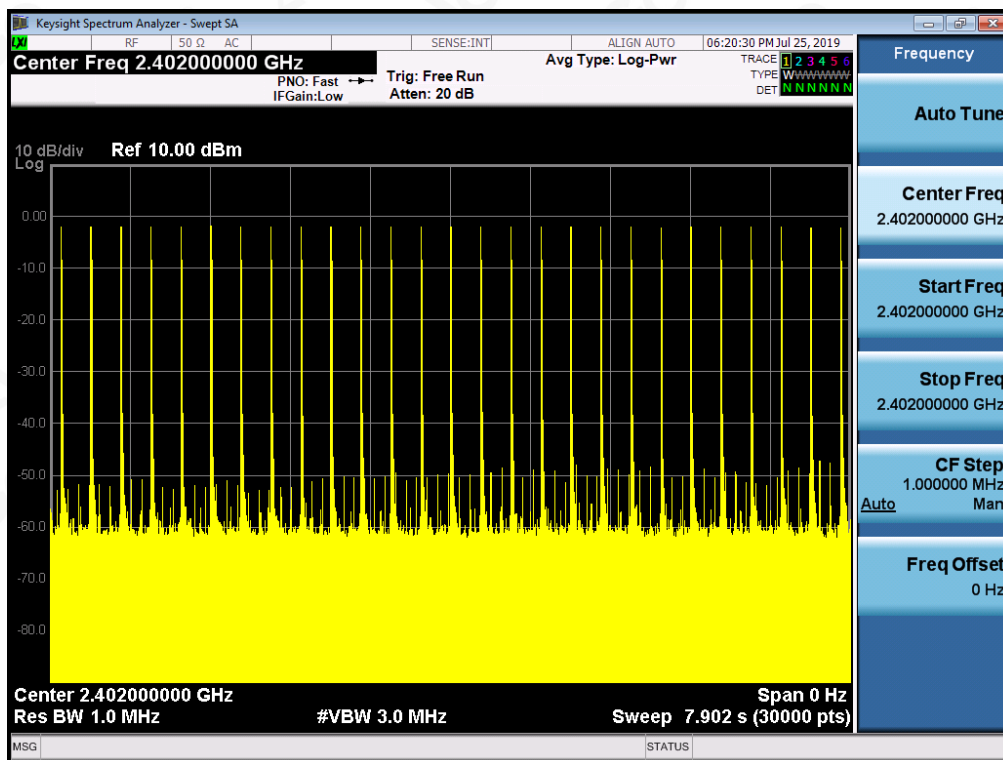 LXI Keysight Spectrum Analyzer - Swept SA
RF 50 Ω AC SENSE:INT ALIGN AUTO 06:20:30 PM Jul 25, 2019
Center Freq 2.402000000 GHz
PNO: Fast
IFGain:Low
Trig: Free Run
Atten: 20 dB
Avg Type: Log-Pwr
TRACE 1 2 3 4 5 6
TYPE WWWWWWW
DET N N N N N N
10 dB/div Ref 10.00 dBm
Log
0.00
-10.0
-20.0
-30.0
-40.0
-50.0
-60.0
-70.0
-80.0
Center 2.402000000 GHz Span 0 Hz
Res BW 1.0 MHz #VBW 3.0 MHz Sweep 7.902 s (30000 pts)
MSG STATUS
Frequency
Auto Tune
Center Freq
2.402000000 GHz
Start Freq
2.402000000 GHz
Stop Freq
2.402000000 GHz
CF Step
1.000000 MHz
Auto Man
Freq Offset
0 Hz